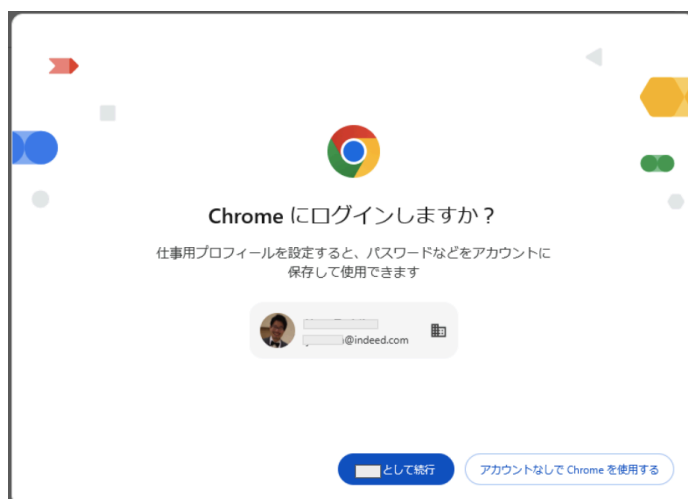 Chrome にログインしますか？
仕事用プロフィールを設定すると、パスワードなどをアカウントに
保存して使用できます
@indeed.com
として続行
アカウントなしで Chrome を使用する